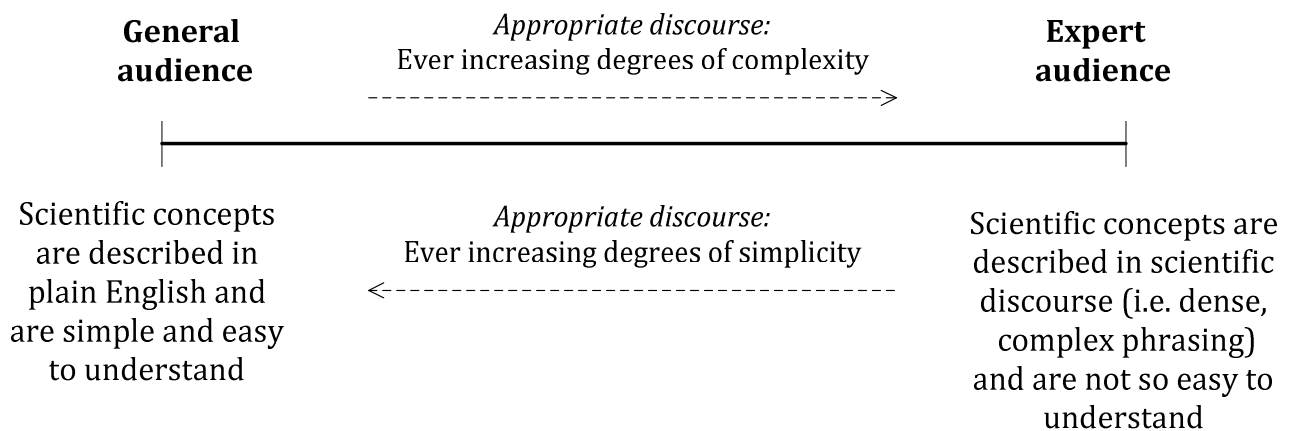 General
audience
Appropriate discourse:
Ever increasing degrees of complexity
Expert
audience
Scientific concepts
are described in
plain English and
are simple and easy
to understand
Appropriate discourse:
Ever increasing degrees of simplicity
Scientific concepts are
described in scientific
discourse (i.e. dense,
complex phrasing)
and are not so easy to
understand